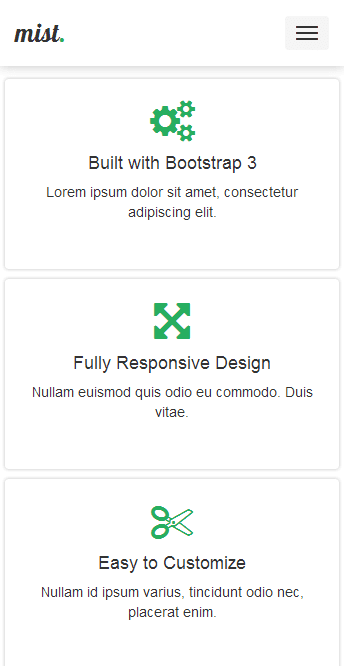 mist.
Built with Bootstrap 3
Lorem ipsum dolor sit amet, consectetur
adipiscing elit.
Fully Responsive Design
Nullam euismod quis odio eu commodo. Duis
vitae.
Easy to Customize
Nullam id ipsum varius, tincidunt odio nec,
placerat enim.